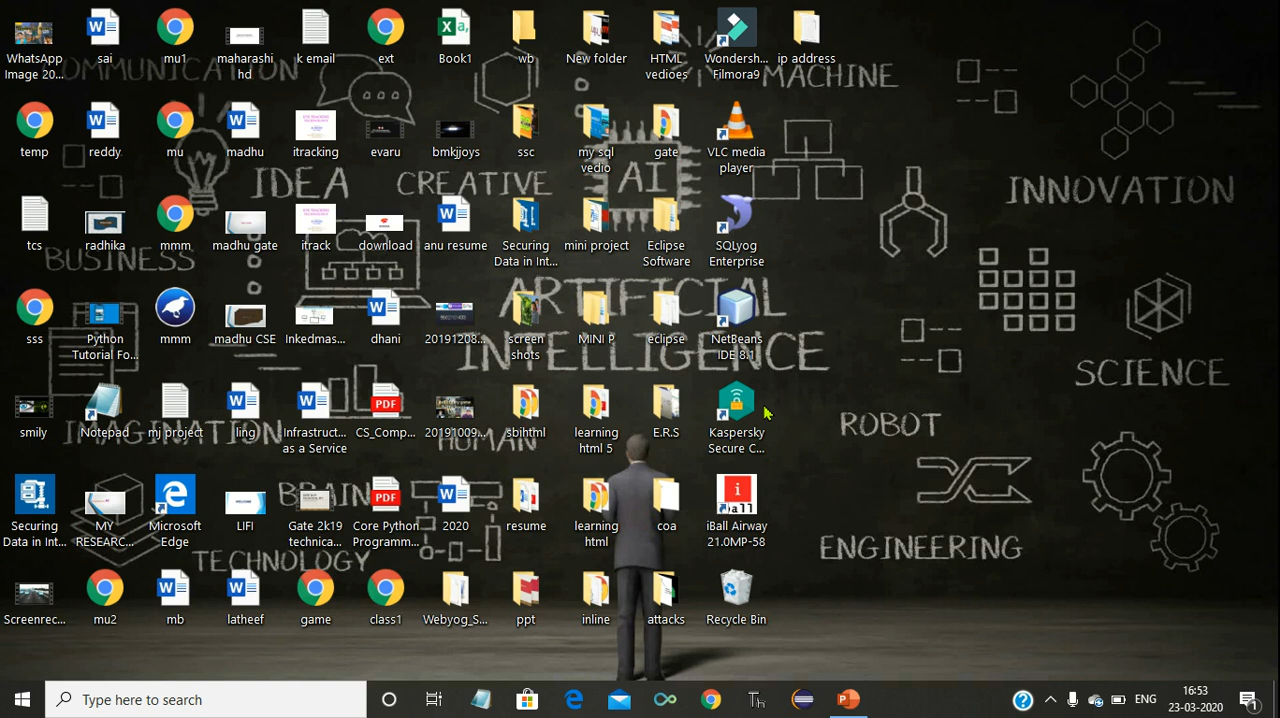 WhatsApp
Image 20...
sai
mu1
maharashi
hd
k email
ext
Book1
wb
New folder
HTML
vedioes
Wondersh...
Filmora9
ip address
COMMUNICATION
MACHINE
temp
reddy
mu
madhu
itracking
evaru
bmkjjoys
ssc
my sql
vedio
gate
VLC media
player
IDEA
CREATIVE
AI
INNOVATION
tcs
radhika
mmm
madhu gate
itrack
download
anu resume
Securing
Data in Int...
mini project
Eclipse
Software
SQLyog
Enterprise
BUSINESS
ARTIFICIAL
INTELLIGENCE
sss
Python
Tutorial Fo...
mmm
madhu CSE
Inkedmas...
dhani
20191208...
screen
shots
MINI P
eclipse
NetBeans
IDE 8.1
SCIENCE
smily
Notepad
mj project
ling
Infrastruct...
as a Service
CS_Comp...
20191009...
sbihtml
learning
html 5
E.R.S
Kaspersky
Secure C...
IMAGINATION
HUMAN
ROBOT
Securing
Data in Int...
MY
RESEARC...
Microsoft
Edge
LIFI
Gate 2k19
technica...
Core Python
Programm...
2020
resume
learning
html
coa
iBall Airway
21.0MP-58
BRAIN
TECHNOLOGY
ENGINEERING
Screenrec...
mu2
mb
latheef
game
class1
Webyog_S...
ppt
inline
attacks
Recycle Bin
Type here to search
ENG
16:53
23-03-2020
1